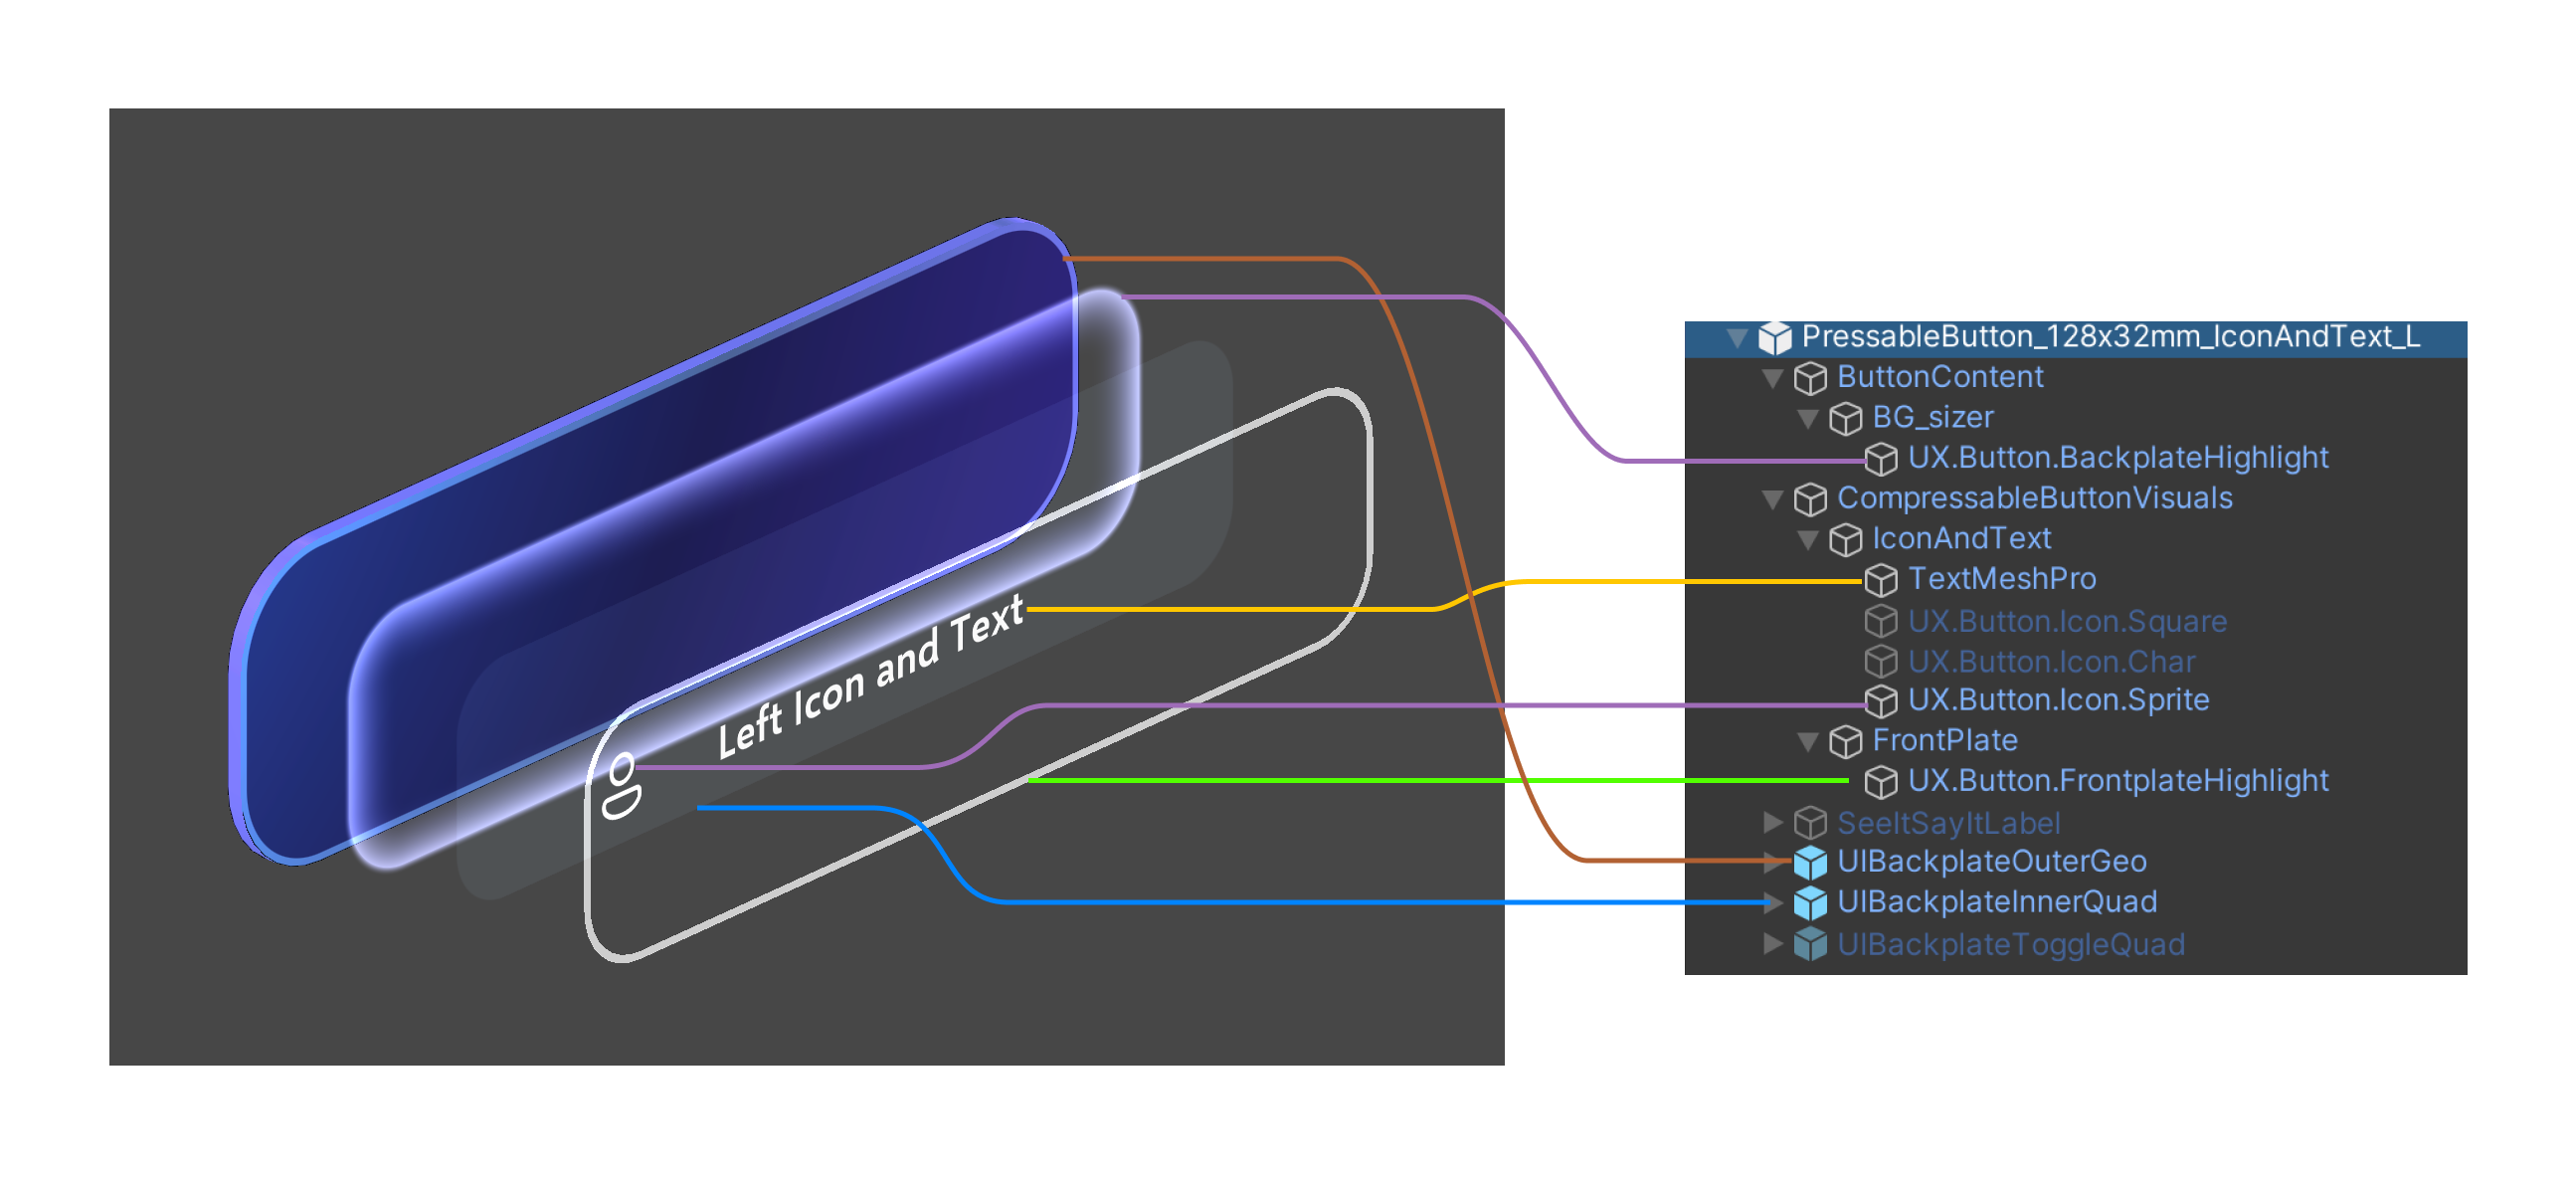 Left Icon and Text
PressableButton_128x32mm_IconAndText_L
ButtonContent
BG_sizer
UX.Button.BackplateHighlight
CompressableButtonVisuals
IconAndText
TextMeshPro
UX.Button.Icon.Square
UX.Button.Icon.Char
UX.Button.Icon.Sprite
FrontPlate
UX.Button.FrontplateHighlight
SeeItSayItLabel
UIBackplateOuterGeo
UIBackplateInnerQuad
UIBackplateToggleQuad